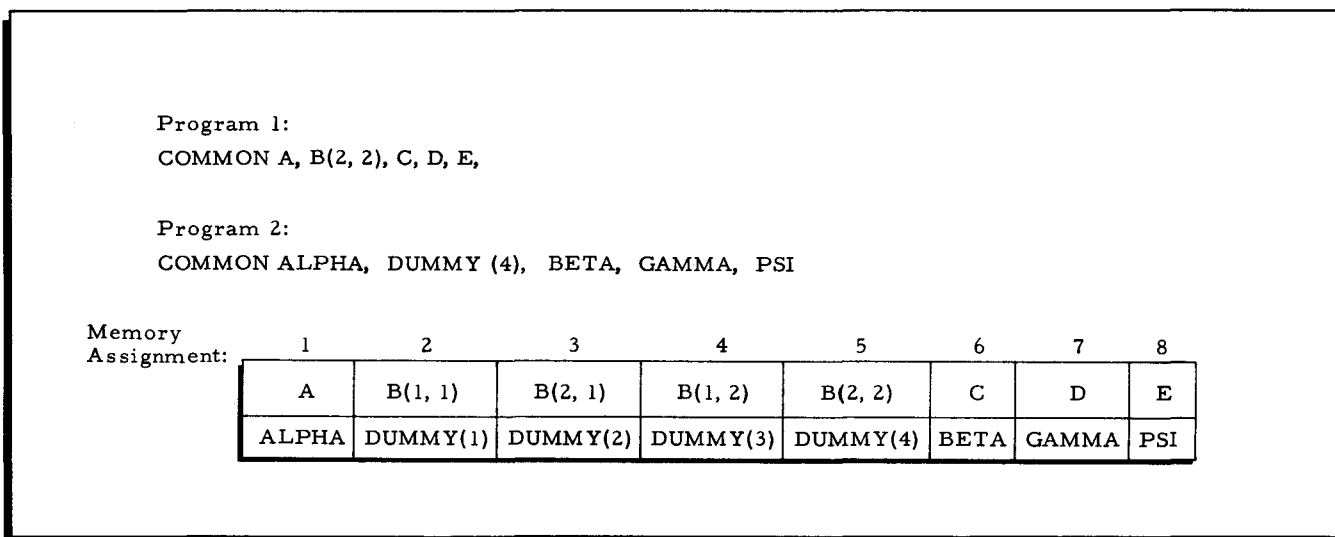 Program 1:
COMMON A, B(2, 2), C, D, E,
Program 2:
COMMON ALPHA, DUMMY (4), BETA, GAMMA, PSI
Memory
Assignment:
1 2 3 4 5 6 7 8
A B(1, 1) B(2, 1) B(1, 2) B(2, 2) C D E
ALPHA DUMMY(1) DUMMY(2) DUMMY(3) DUMMY(4) BETA GAMMA PSI